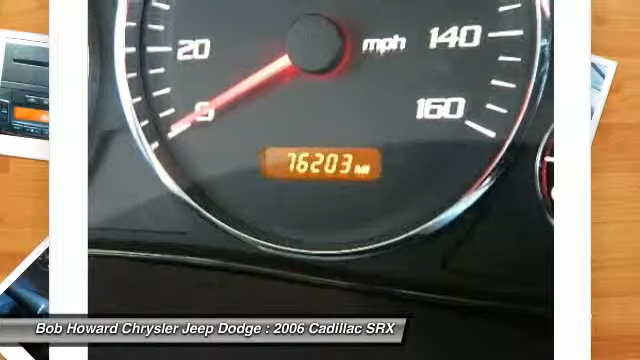 20 mph 140
0 160
76203 mi
Bob Howard Chrysler Jeep Dodge : 2006 Cadillac SRX